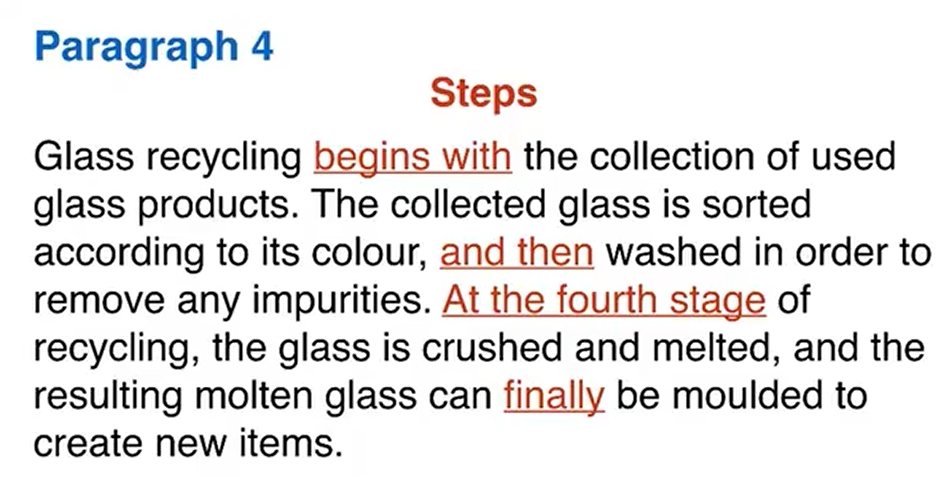 Paragraph 4
Steps
Glass recycling begins with the collection of used
glass products. The collected glass is sorted
according to its colour, and then washed in order to
remove any impurities. At the fourth stage of
recycling, the glass is crushed and melted, and the
resulting molten glass can finally be moulded to
create new items.